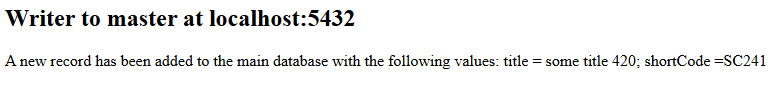 Writer to master at localhost:5432
A new record has been added to the main database with the following values: title = some title 420; shortCode =SC241